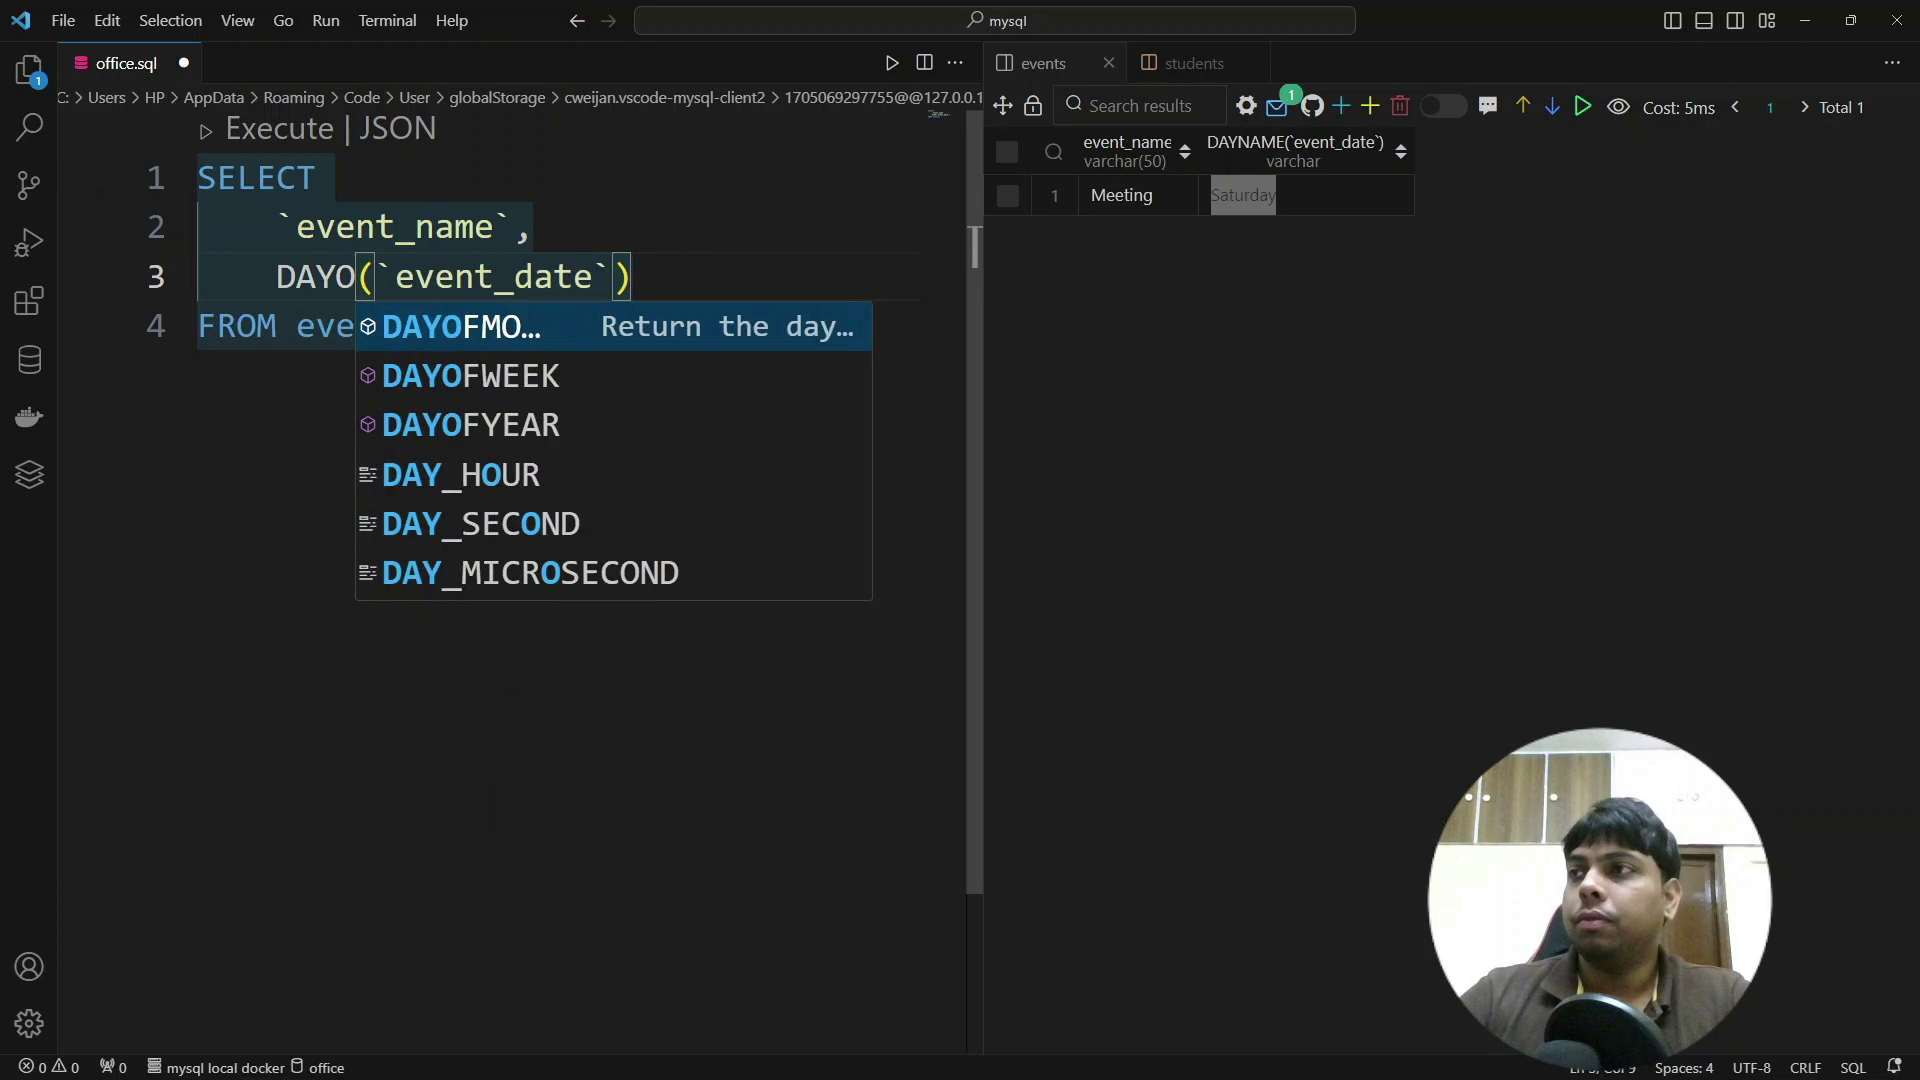 File Edit Selection View Go Run Terminal Help
mysql
office.sql
events
students
C: > Users > HP > AppData > Roaming > Code > User > globalStorage > cweijan.vscode-mysql-client2 > 1705069297755@@127.0.0.1
Search results
1
Cost: 5ms
1
Total 1
Execute | JSON
event_name
varchar(50)
DAYNAME(`event_date`)
varchar
1 Meeting Saturday
1 SELECT
2 `event_name`,
3 DAYO(`event_date`)
4 FROM eve
DAYOFMO… Return the day…
DAYOFWEEK
DAYOFYEAR
DAY_HOUR
DAY_SECOND
DAY_MICROSECOND
1
0 0 0 mysql local docker office
Spaces: 4 UTF-8 CRLF SQL